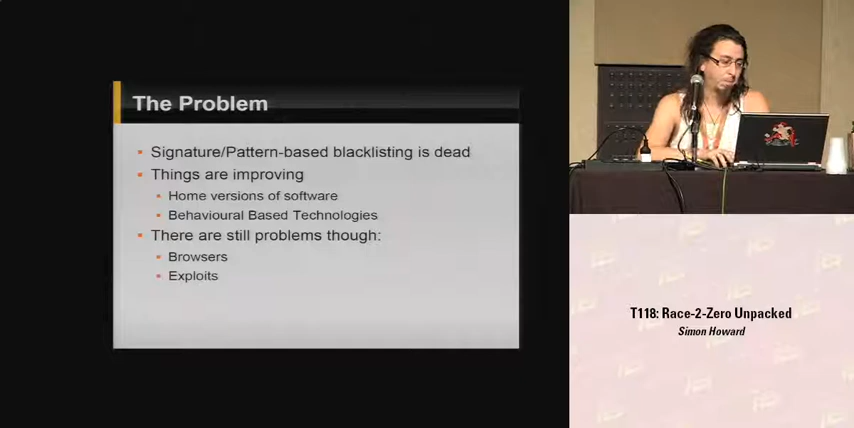 The Problem
Signature/Pattern-based blacklisting is dead
Things are improving
Home versions of software
Behavioural Based Technologies
There are still problems though:
Browsers
Exploits
T118: Race-2-Zero Unpacked
Simon Howard